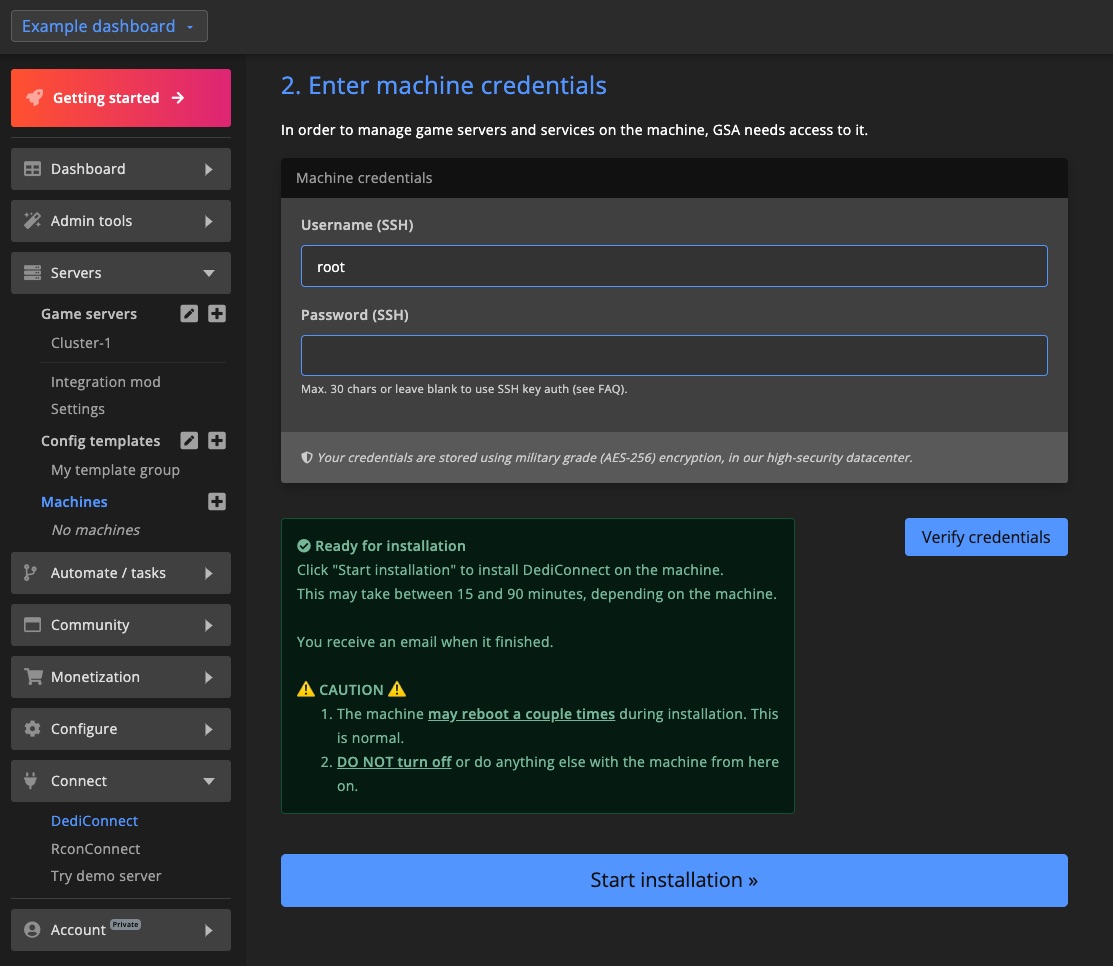 Example dashboard
Getting started
Dashboard
Admin tools
Servers
Game servers
Cluster-1
Integration mod
Settings
Config templates
My template group
Machines
No machines
Automate / tasks
Community
Monetization
Configure
Connect
DediConnect
RconConnect
Try demo server
Account Private
2. Enter machine credentials
In order to manage game servers and services on the machine, GSA needs access to it.
Machine credentials
Username (SSH)
root
Password (SSH)
Max. 30 chars or leave blank to use SSH key auth (see FAQ).
Your credentials are stored using military grade (AES-256) encryption, in our high-security datacenter.
Ready for installation
Click "Start installation" to install DediConnect on the machine.
This may take between 15 and 90 minutes, depending on the machine.
You receive an email when it finished.
⚠️ CAUTION ⚠️
1. The machine may reboot a couple times during installation. This
is normal.
2. DO NOT turn off or do anything else with the machine from here
on.
Verify credentials
Start installation »